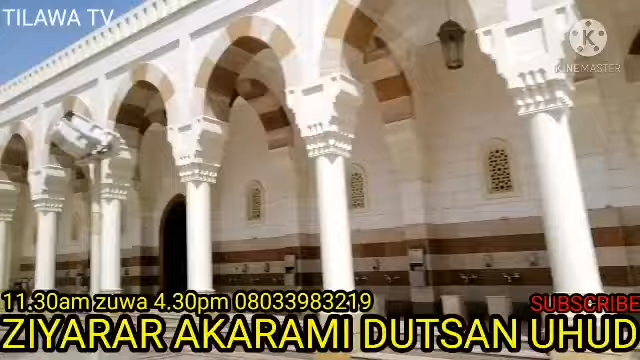 TILAWA TV
K
KINEMASTER
11.30am zuwa 4.30pm 08033983219
SUBSCRIBE
ZIYARAR AKARAMI DUTSAN UHUD